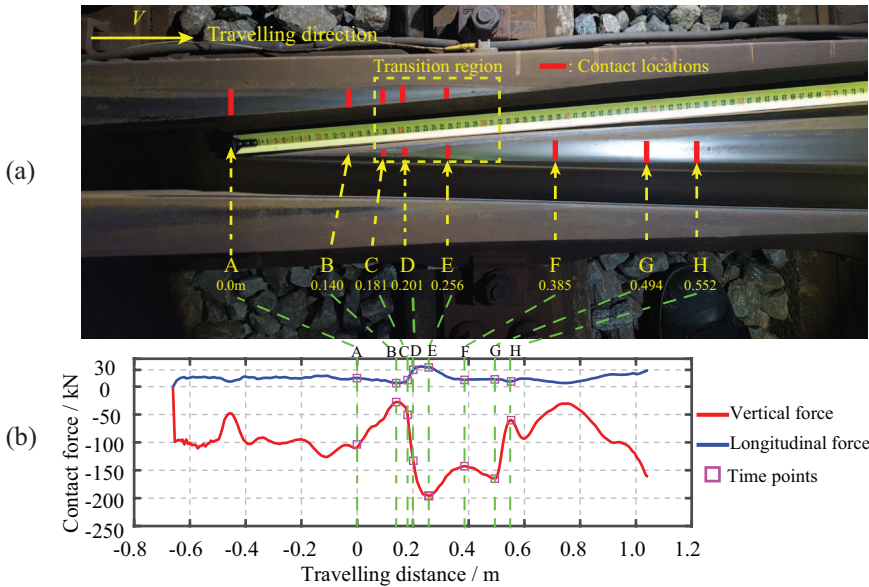 V
Travelling direction
Transition region
: Contact locations
(a)
A B C D E F G H
0.0m 0.140 0.181 0.201 0.256 0.385 0.494 0.552
A B C D E F G H
30
0
-50
-100
-150
-200
-250
Contact force / kN
(b)
Vertical force
Longitudinal force
Time points
-0.8 -0.6 -0.4 -0.2 0 0.2 0.4 0.6 0.8 1.0 1.2
Travelling distance / m